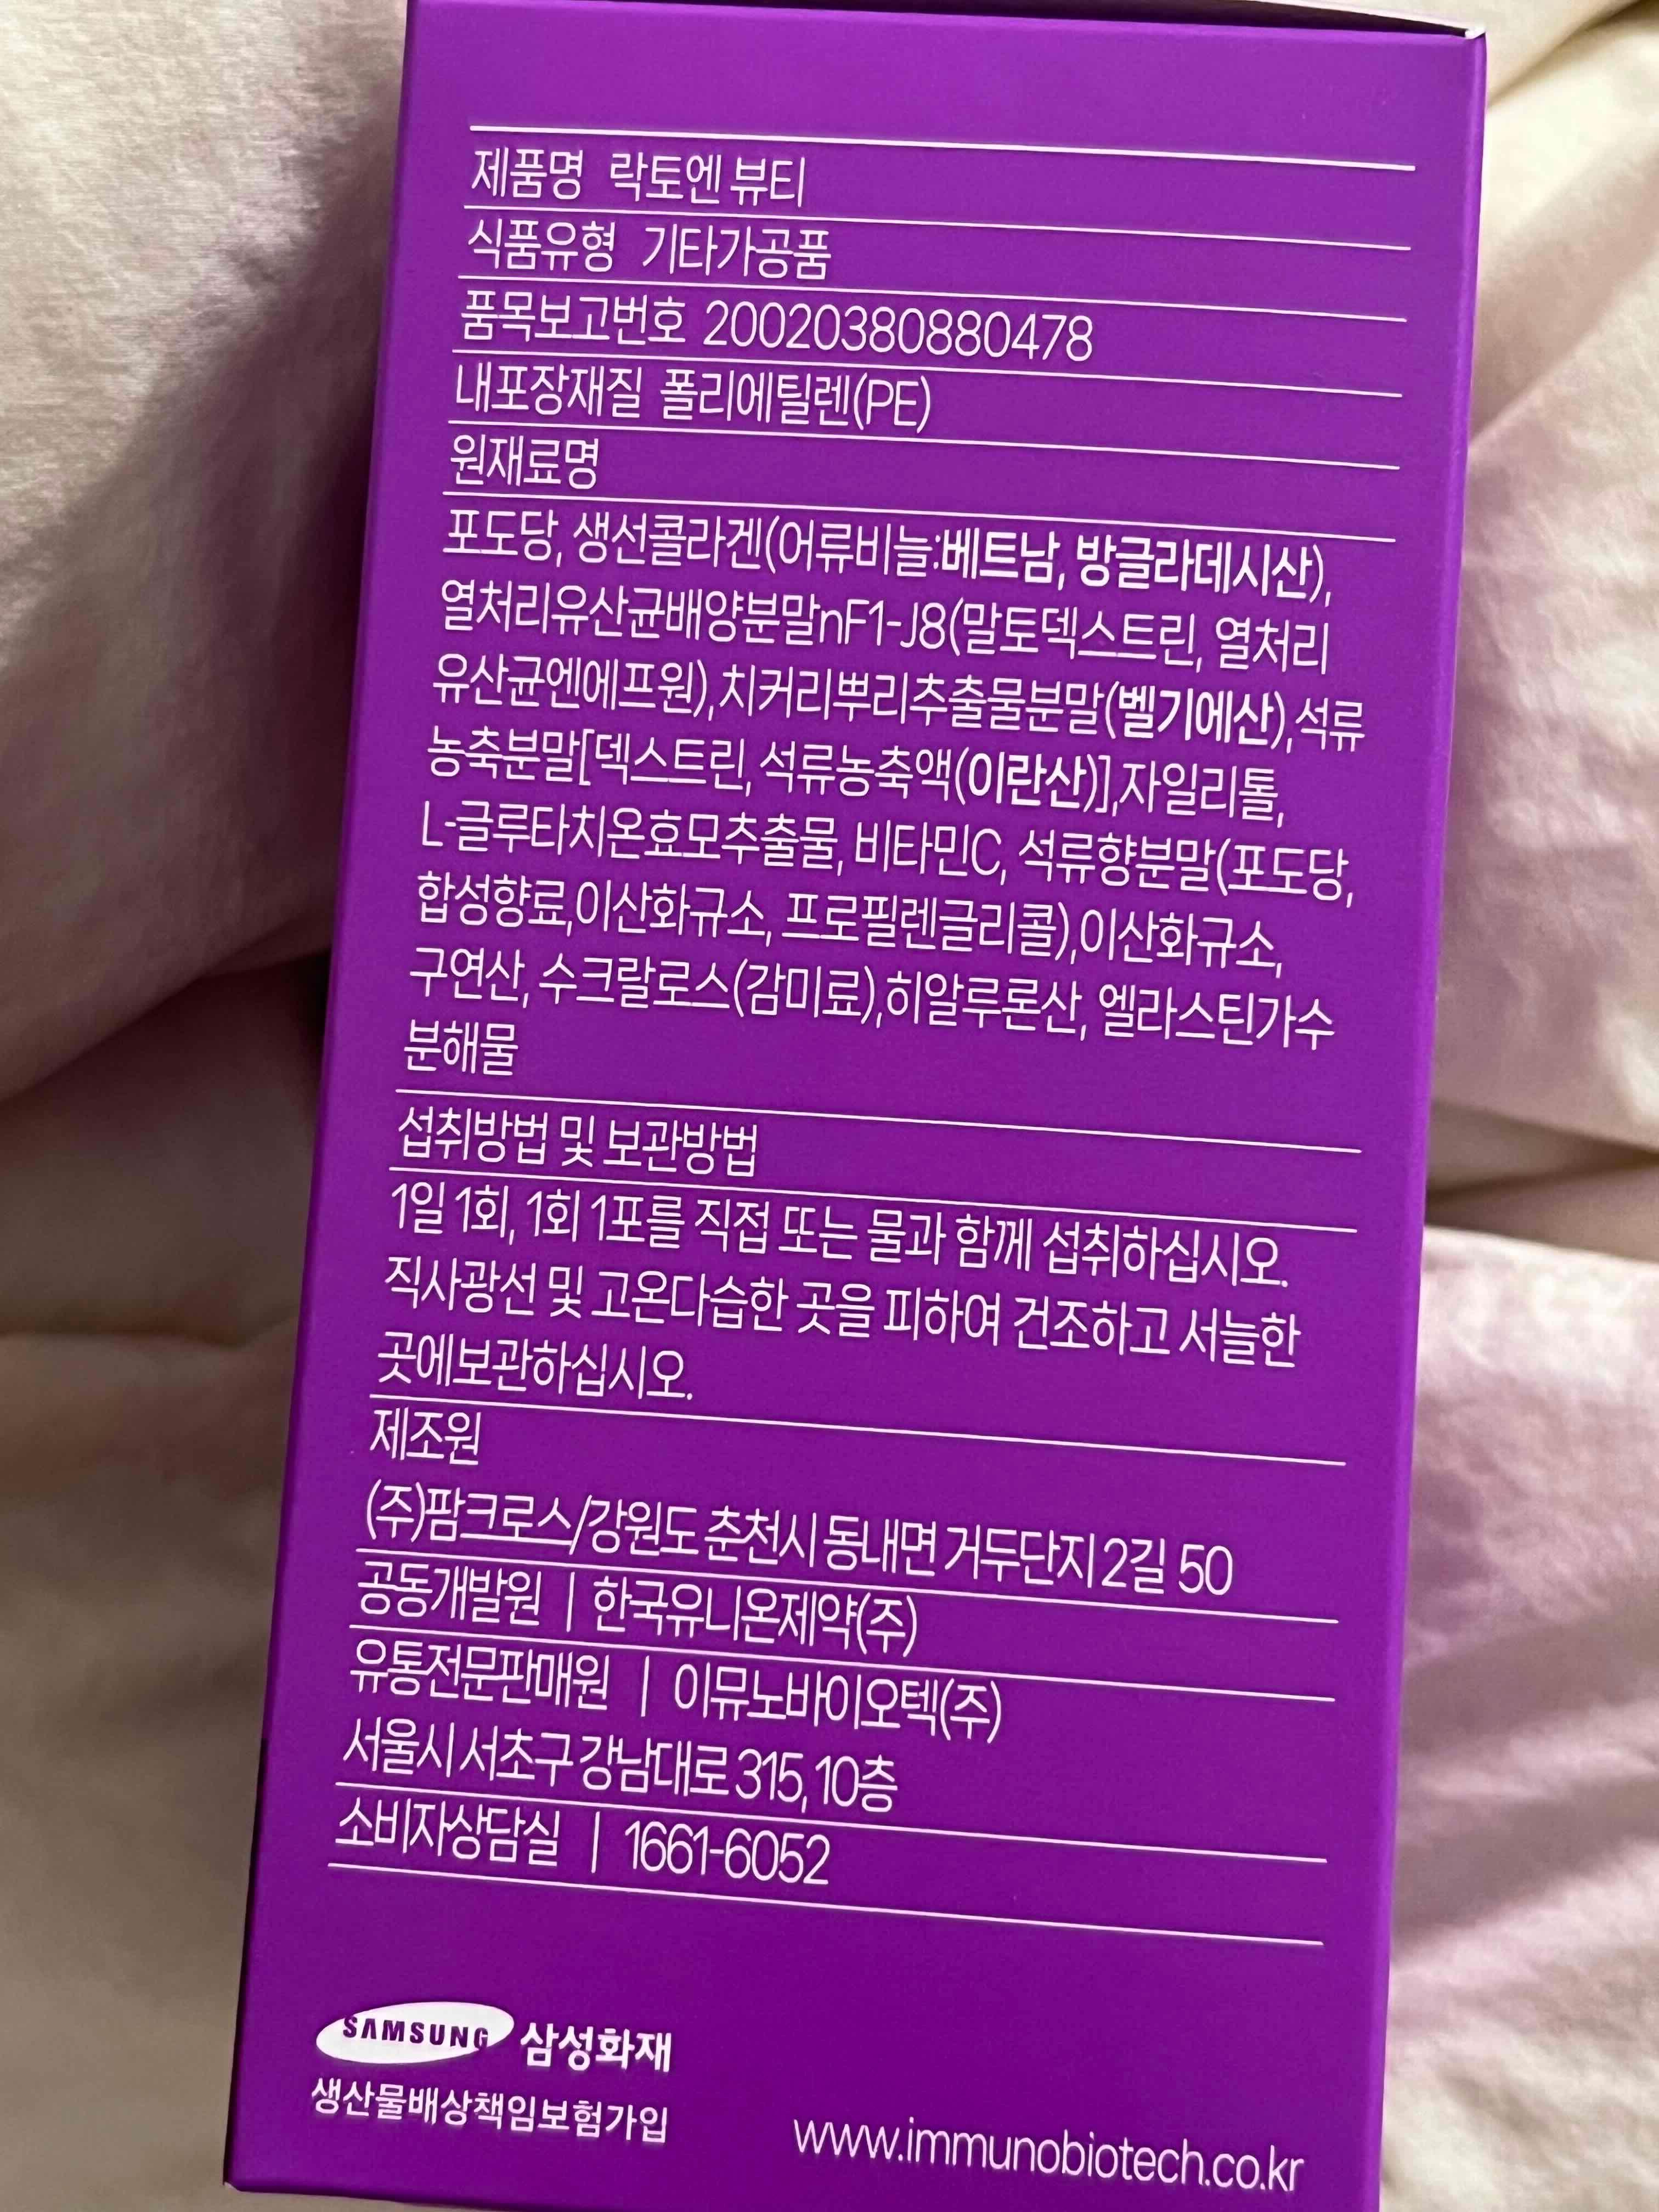 제품명 락토엔 뷰티
식품유형 기타가공품
품목보고번호 20020380880478
내포장재질 폴리에틸렌(PE)
원재료명
포도당, 생선콜라겐(어류비늘:베트남, 방글라데시산),
열처리유산균배양분말nF1-J8(말토덱스트린, 열처리
유산균엔에프원),치커리뿌리추출물분말(벨기에산),석류
농축분말[덱스트린, 석류농축액(이란산)],자일리톨,
L-글루타치온효모추출물, 비타민C, 석류향분말(포도당,
합성향료,이산화규소, 프로필렌글리콜),이산화규소,
구연산, 수크랄로스(감미료),히알루론산, 엘라스틴가수
분해물
섭취방법 및 보관방법
1일 1회, 1회 1포를 직접 또는 물과 함께 섭취하십시오.
직사광선 및 고온다습한 곳을 피하여 건조하고 서늘한
곳에보관하십시오.
제조원
(주)팜크로스/강원도 춘천시 동내면 거두단지2길 50
공동개발원 | 한국유니온제약(주)
유통전문판매원 | 이뮤노바이오텍(주)
서울시 서초구 강남대로 315, 10층
소비자상담실 | 1661-6052
SAMSUNG 삼성화재
생산물배상책임보험가입
www.immunobiotech.co.kr